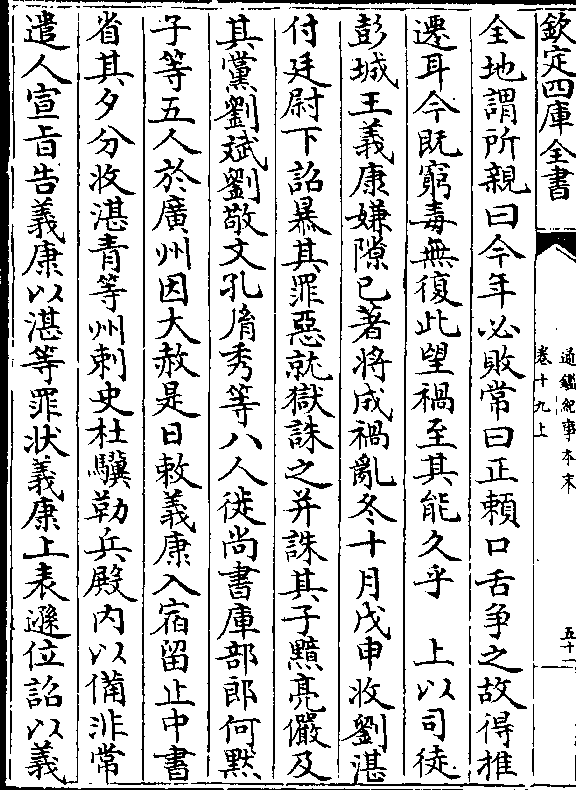 欽定四庫全書
通鑑紀事本末
卷十九上
五十一
全地謂所親曰今年必敗常曰正賴口舌爭之故得推
遷耳今既窮毒無復此望禍至其能久乎　上以司徒
彭城王義康嫌隙已著將成禍亂冬十月戊申收劉湛
付廷尉下詔暴其罪惡就獄誅之并誅其子黯亮儼及
其黨劉斌劉敬文孔𦙍秀等八人徙尚書庫部郎何默
子等五人於廣州因大赦是日敕義康入宿留止中書
省其夕分收湛青等州刺史杜驥勒兵殿内以備非常
遣人宣旨告義康以湛等罪狀義康上表遜位詔以義